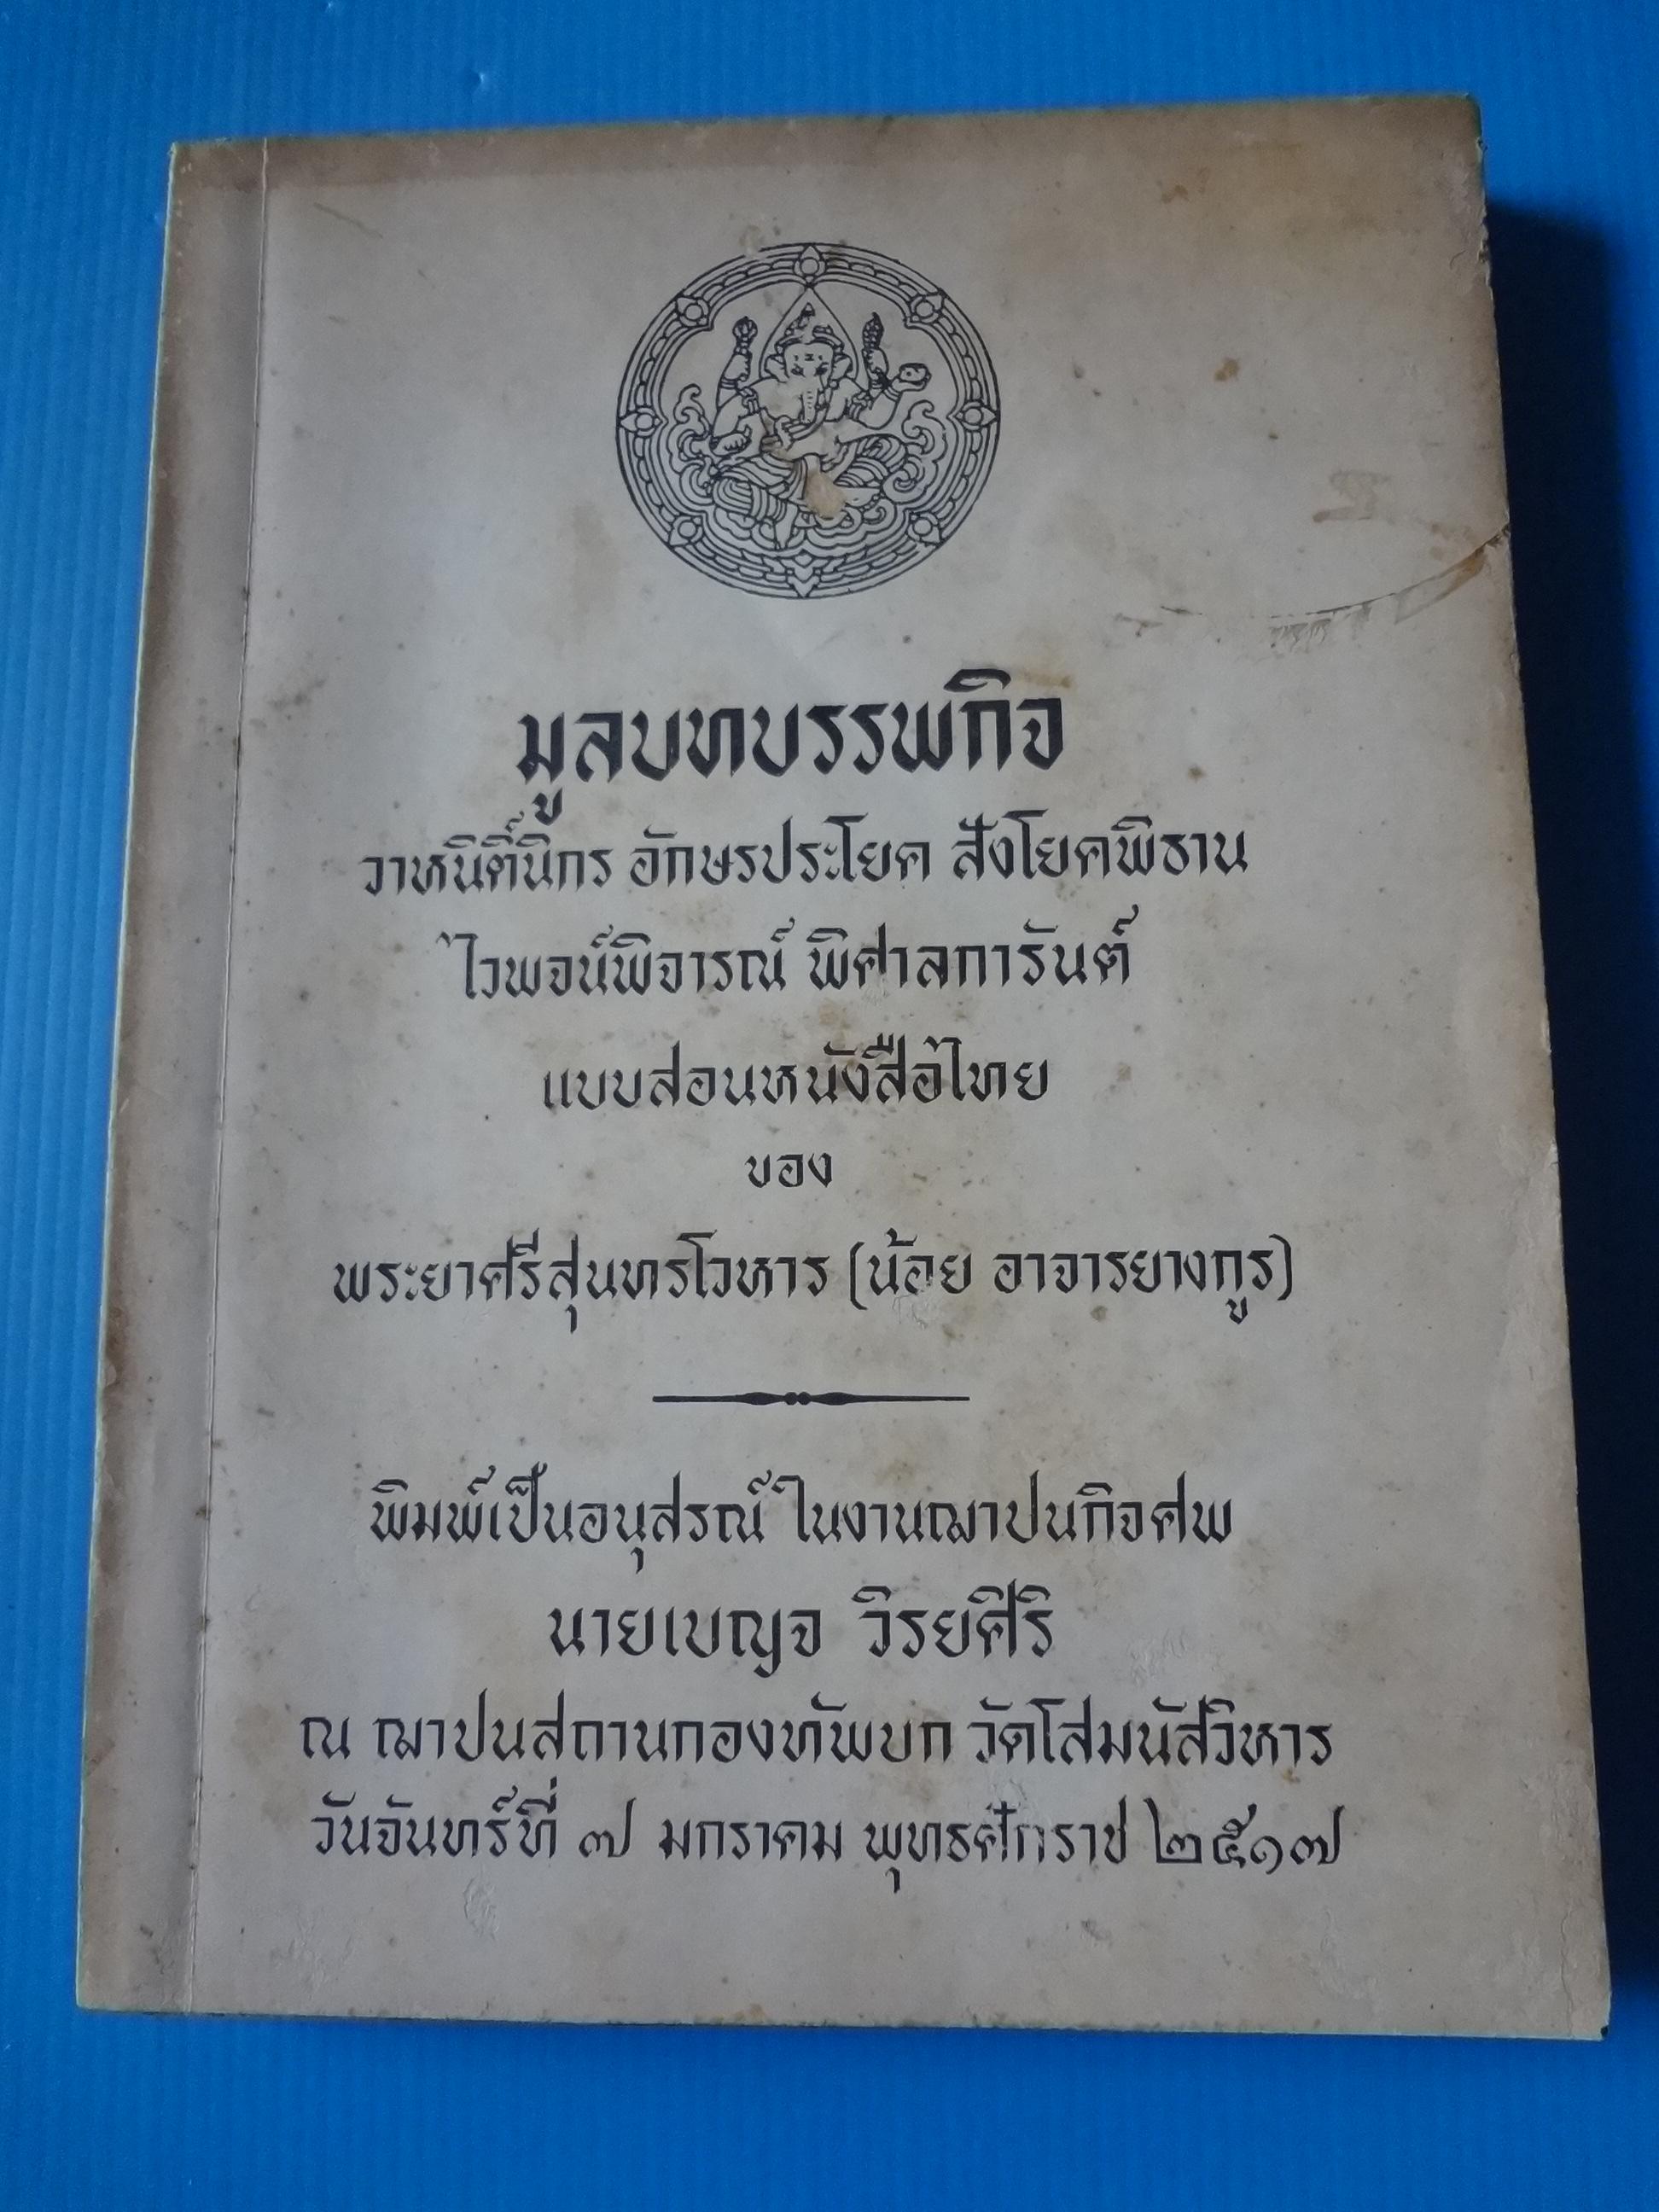 มูลบทบรรพกิจ
วาหนิติ์นิกร อักษรประโยค สังโยคพิธาน
ไวพจน์พิจารณ์ พิศาลการันต์
แบบสอนหนังสือไทย
ของ
พระยาศรีสุนทรโวหาร (น้อย อาจารยางกูร)
พิมพ์เป็นอนุสรณ์ ในงานฌาปนกิจศพ
นายเบญจ วิรยศิริ
ณ ฌาปนสถานกองทัพบก วัดโสมนัสวิหาร
วันจันทร์ที่ ๗ มกราคม พุทธศักราช ๒๕๑๗